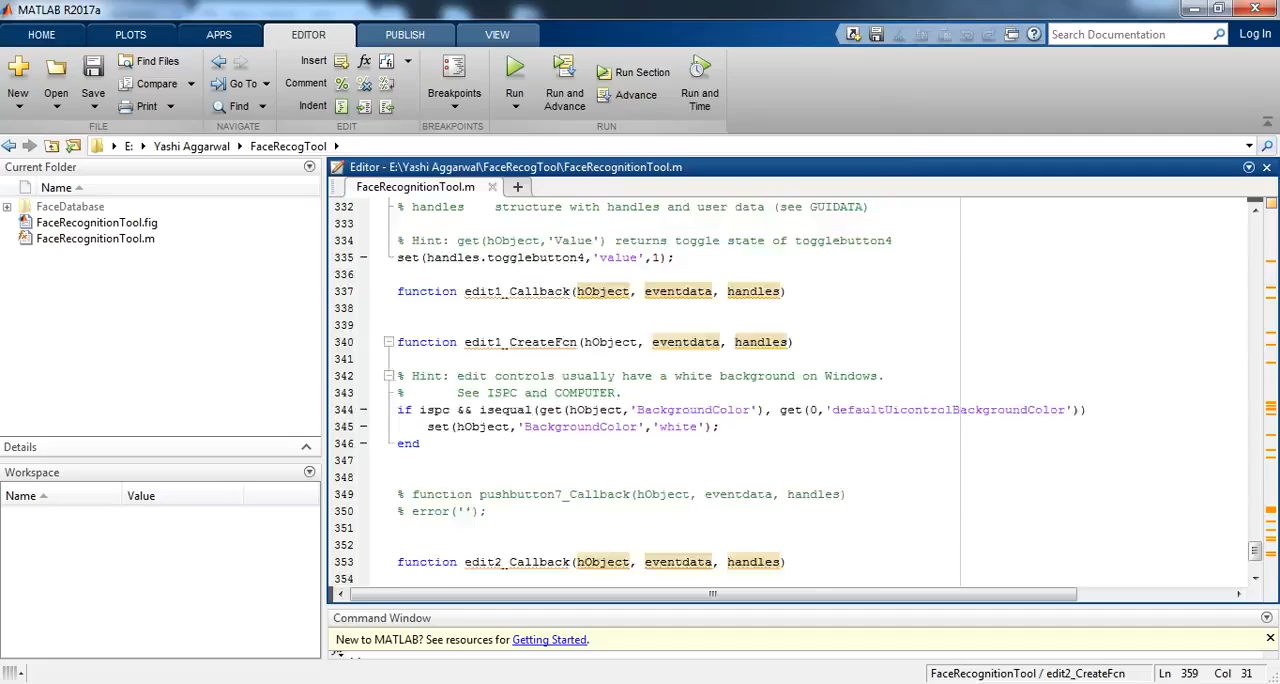 MATLAB R2017a
HOME PLOTS APPS EDITOR PUBLISH VIEW Search Documentation Log In
New Open Save Find Files Compare Print Go To Find Insert fx Comment Indent Breakpoints Run Run and Advance Run Section Advance Run and Time
FILE NAVIGATE EDIT BREAKPOINTS RUN
E: Yashi Aggarwal FaceRecogTool
Current Folder
Name
FaceDatabase
FaceRecognitionTool.fig
FaceRecognitionTool.m
Details
Workspace
Name Value
Editor - E:\Yashi Aggarwal\FaceRecogTool\FaceRecognitionTool.m
FaceRecognitionTool.m
332 % handles    structure with handles and user data (see GUIDATA)
333
334 % Hint: get(hObject,'Value') returns toggle state of togglebutton4
335 set(handles.togglebutton4,'value',1);
336
337 function edit1_Callback(hObject, eventdata, handles)
338
339
340 function edit1_CreateFcn(hObject, eventdata, handles)
341
342 % Hint: edit controls usually have a white background on Windows.
343 %       See ISPC and COMPUTER.
344 if ispc && isequal(get(hObject,'BackgroundColor'), get(0,'defaultUicontrolBackgroundColor'))
345     set(hObject,'BackgroundColor','white');
346 end
347
348
349 % function pushbutton7_Callback(hObject, eventdata, handles)
350 % error('');
351
352
353 function edit2_Callback(hObject, eventdata, handles)
354
Command Window
New to MATLAB? See resources for Getting Started.
FaceRecognitionTool / edit2_CreateFcn Ln 359 Col 31